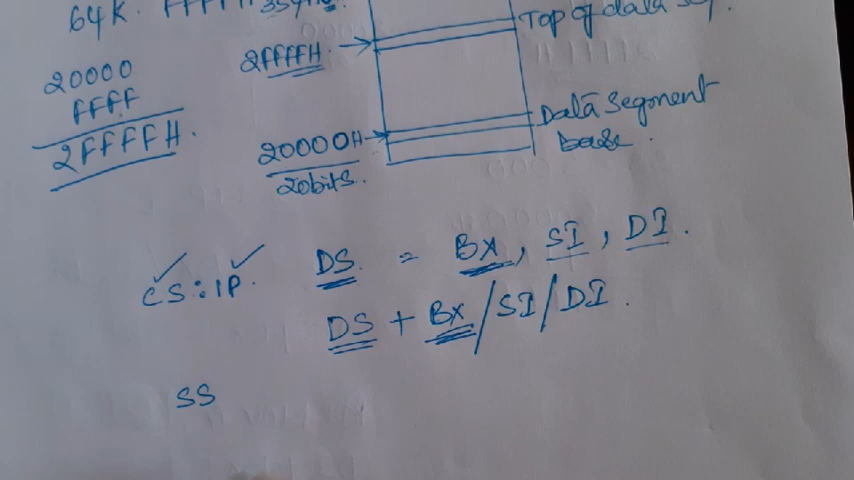 64K.
Top of data seg.
2FFFFH
20000
FFFF
2FFFFH.
Data Segment
base.
20000H
20bits.
CS:IP. DS = BX, SI, DI.
DS + BX/SI/DI.
SS